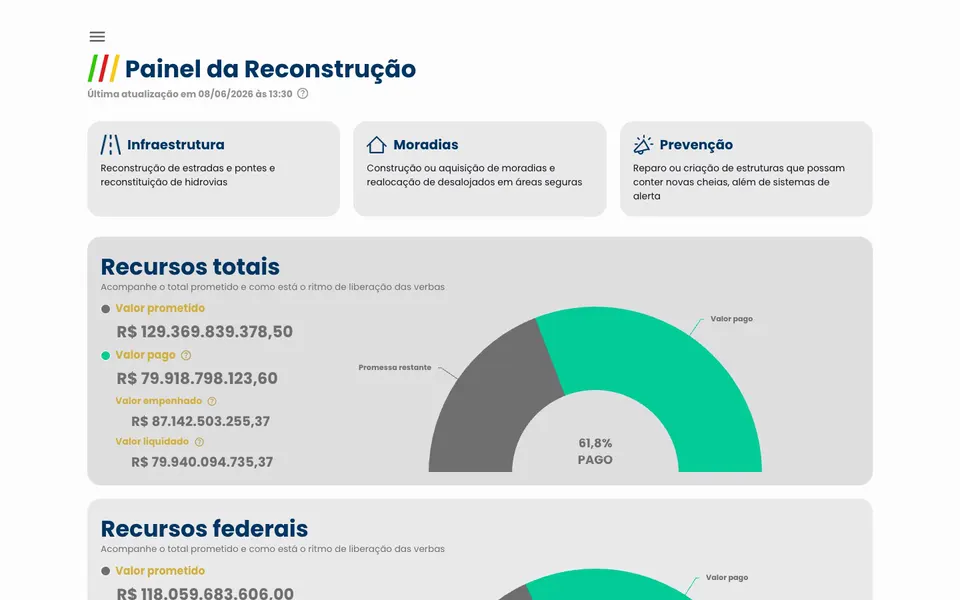 Painel da Reconstrução
Última atualização em 08/06/2026 às 13:30 ?
Infraestrutura
Reconstrução de estradas e pontes e
reconstituição de hidrovias
Moradias
Construção ou aquisição de moradias e
realocação de desalojados em áreas seguras
Prevenção
Reparo ou criação de estruturas que possam
conter novas cheias, além de sistemas de
alerta
Recursos totais
Acompanhe o total prometido e como está o ritmo de liberação das verbas
Valor prometido
R$ 129.369.839.378,50
Valor pago ?
R$ 79.918.798.123,60
Valor empenhado ?
R$ 87.142.503.255,37
Valor liquidado ?
R$ 79.940.094.735,37
Promessa restante
Valor pago
61,8%
PAGO
Recursos federais
Acompanhe o total prometido e como está o ritmo de liberação das verbas
Valor prometido
R$ 118.059.683.606,00
Valor pago